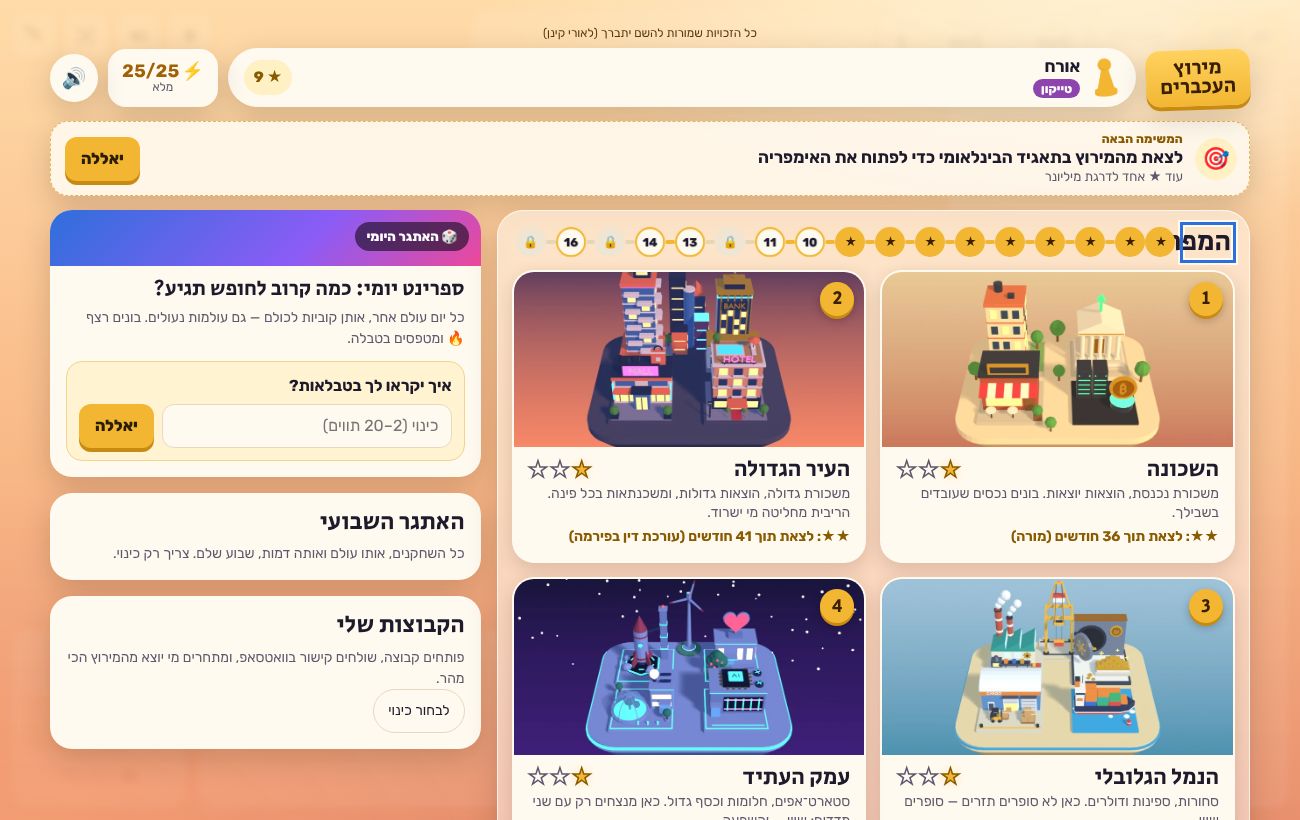 כל הזכויות שמורות להשם יתברך (לאורי קינן)
מירוץ
העכברים
אורח
טייקון
★ 9
⚡ 25/25
מלא
המשימה הבאה
לצאת מהמירוץ בתאגיד הבינלאומי כדי לפתוח את האימפריה
עוד ★ אחד לדרגת מיליונר
יאללה
★ ★ ★ ★ ★ ★ ★ ★ ★ 10 11 13 14 16
1
BANK
השכונה
משכורת נכנסת, הוצאות יוצאות. בונים נכסים שעובדים
בשבילך.
★★: לצאת תוך 36 חודשים (מורה)
2
HOTEL
MALL
העיר הגדולה
משכורת גדולה, הוצאות גדולות, ומשכנתאות בכל פינה.
הריבית מחליטה מי ישרוד.
★★: לצאת תוך 41 חודשים (עורכת דין בפירמה)
3
הנמל הגלובלי
סחורות, ספינות ודולרים. כאן לא סופרים תזרים — סופרים
4
AI
עמק העתיד
סטארט־אפים, חלומות וכסף גדול. כאן מנצחים רק עם שני
🎲 האתגר היומי
ספרינט יומי: כמה קרוב לחופש תגיע?
כל יום עולם אחר, אותן קוביות לכולם — גם עולמות נעולים. בונים רצף
🔥 ומטפסים בטבלה.
איך יקראו לך בטבלאות?
כינוי (2–20 תווים)
יאללה
האתגר השבועי
כל השחקנים, אותו עולם ואותה דמות, שבוע שלם. צריך רק כינוי.
הקבוצות שלי
פותחים קבוצה, שולחים קישור בוואטסאפ, ומתחרים מי יוצא מהמירוץ הכי
מהר.
לבחור כינוי